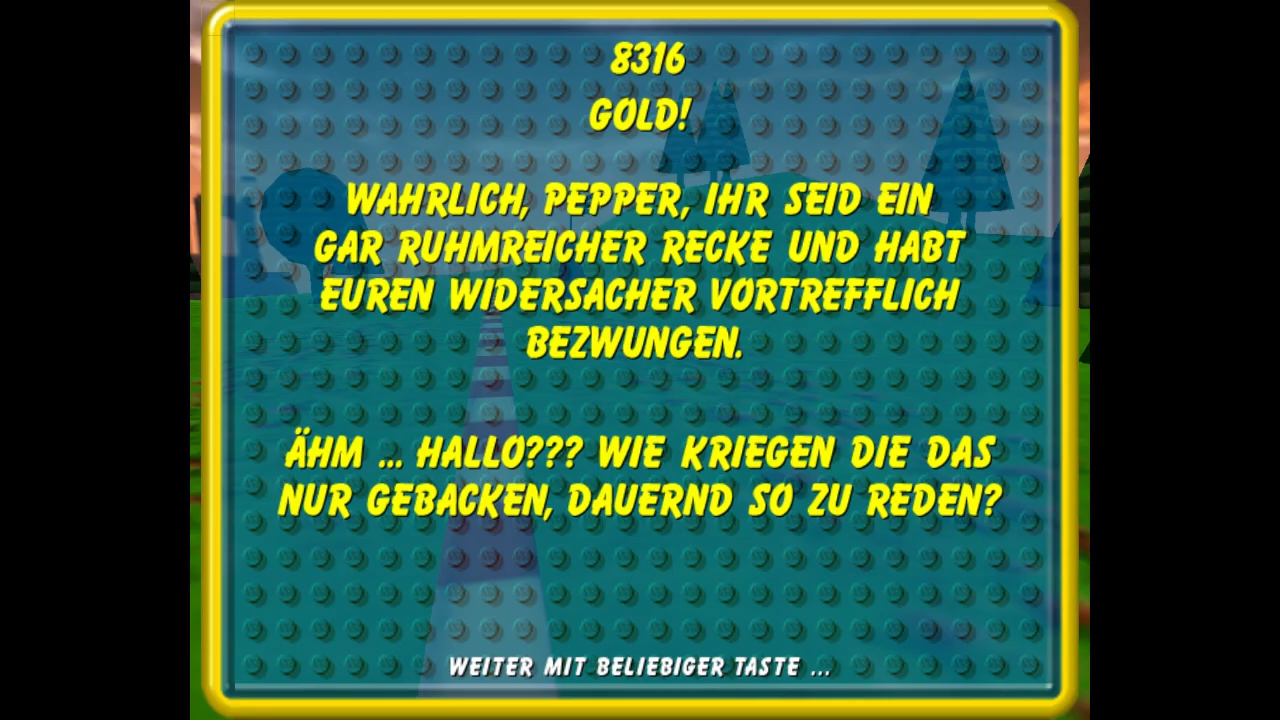 8316
GOLD!
WAHRLICH, PEPPER, IHR SEID EIN
GAR RUHMREICHER RECKE UND HABT
EUREN WIDERSACHER VORTREFFLICH
BEZWUNGEN.
ÄHM ... HALLO??? WIE KRIEGEN DIE DAS
NUR GEBACKEN, DAUERND SO ZU REDEN?
WEITER MIT BELIEBIGER TASTE ...